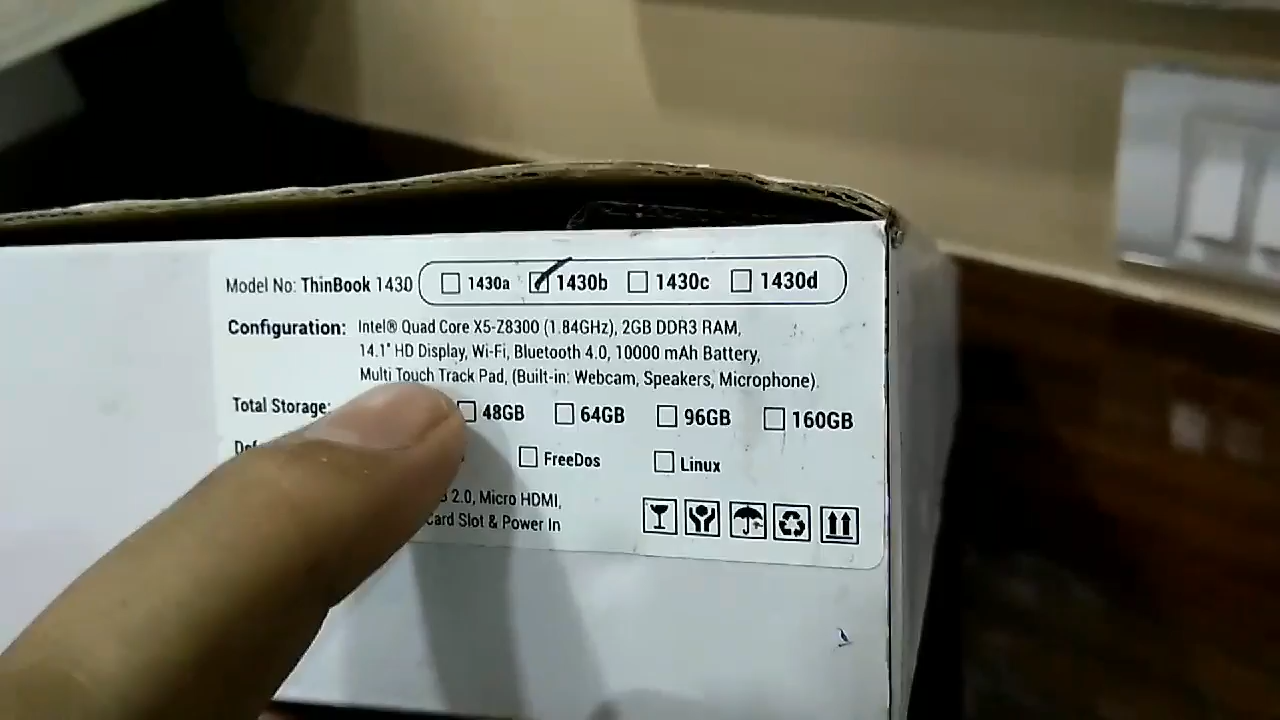 Model No: ThinBook 1430 1430a 1430b 1430c 1430d
Configuration: Intel® Quad Core X5-Z8300 (1.84GHz), 2GB DDR3 RAM,
14.1" HD Display, Wi-Fi, Bluetooth 4.0, 10000 mAh Battery,
Multi Touch Track Pad, (Built-in: Webcam, Speakers, Microphone).
Total Storage: 48GB 64GB 96GB 160GB
FreeDos Linux
2.0, Micro HDMI,
Card Slot & Power In